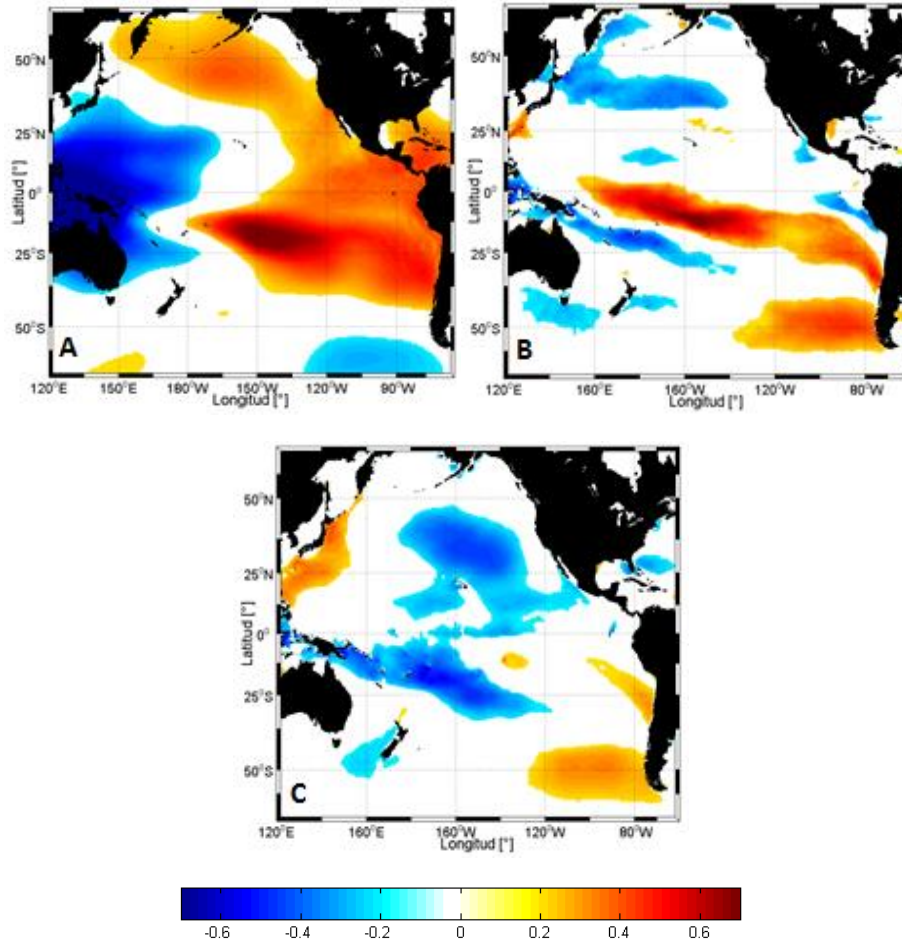 50°N
25°N
0°
25°S
50°S
Latitud [°]
A
120°E 150°E 180°W 150°W 120°W 90°W
Longitud [°]
50°N
25°N
0°
25°S
50°S
Latitud [°]
B
120°E 160°E 160°W 120°W 80°W
Longitud [°]
50°N
25°N
0°
25°S
50°S
Latitud [°]
C
120°E 160°E 160°W 120°W 80°W
Longitud [°]
-0.6 -0.4 -0.2 0 0.2 0.4 0.6